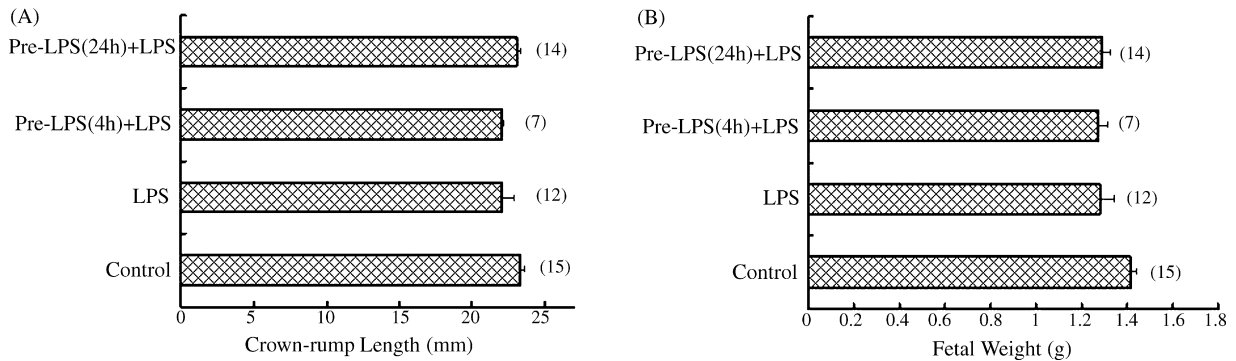 (A)
Pre-LPS(24h)+LPS
(14)
Pre-LPS(4h)+LPS
(7)
LPS
(12)
Control
(15)
0 5 10 15 20 25
Crown-rump Length (mm)
(B)
Pre-LPS(24h)+LPS
(14)
Pre-LPS(4h)+LPS
(7)
LPS
(12)
Control
(15)
0 0.2 0.4 0.6 0.8 1 1.2 1.4 1.6 1.8
Fetal Weight (g)